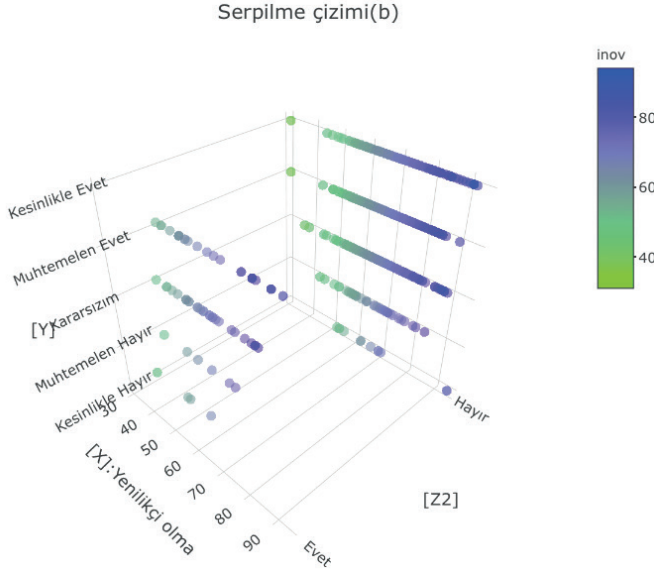 Serpilme çizimi(b)
inov
80
60
40
Kesinlikle Evet
Muhtemelen Evet
Kararsızım
[Y]
Muhtemelen Hayır
Kesinlikle Hayır
30
40
50
60
70
80
90
[X]:Yenilikçi olma
Hayır
[Z2]
Evet